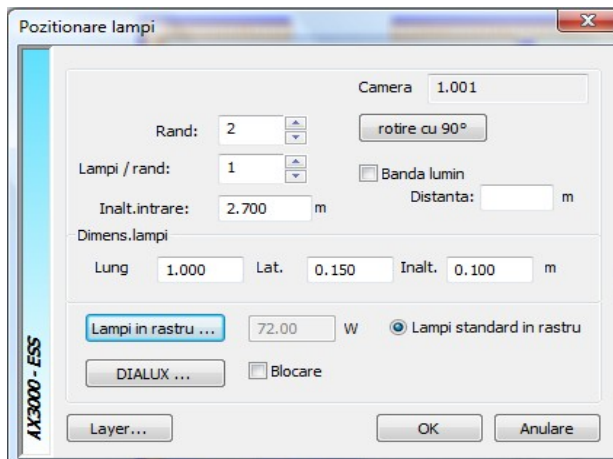 Pozitionare lampi
Camera 1.001
Rand: 2 rotire cu 90°
Lampi / rand: 1 Banda lumin
Distanta: m
Inalt.intrare: 2.700 m
Dimens.lampi
Lung 1.000 Lat. 0.150 Inalt. 0.100 m
Lampi in rastru ... 72.00 W Lampi standard in rastru
DIALUX ... Blocare
Layer... OK Anulare
AX3000 - ESS